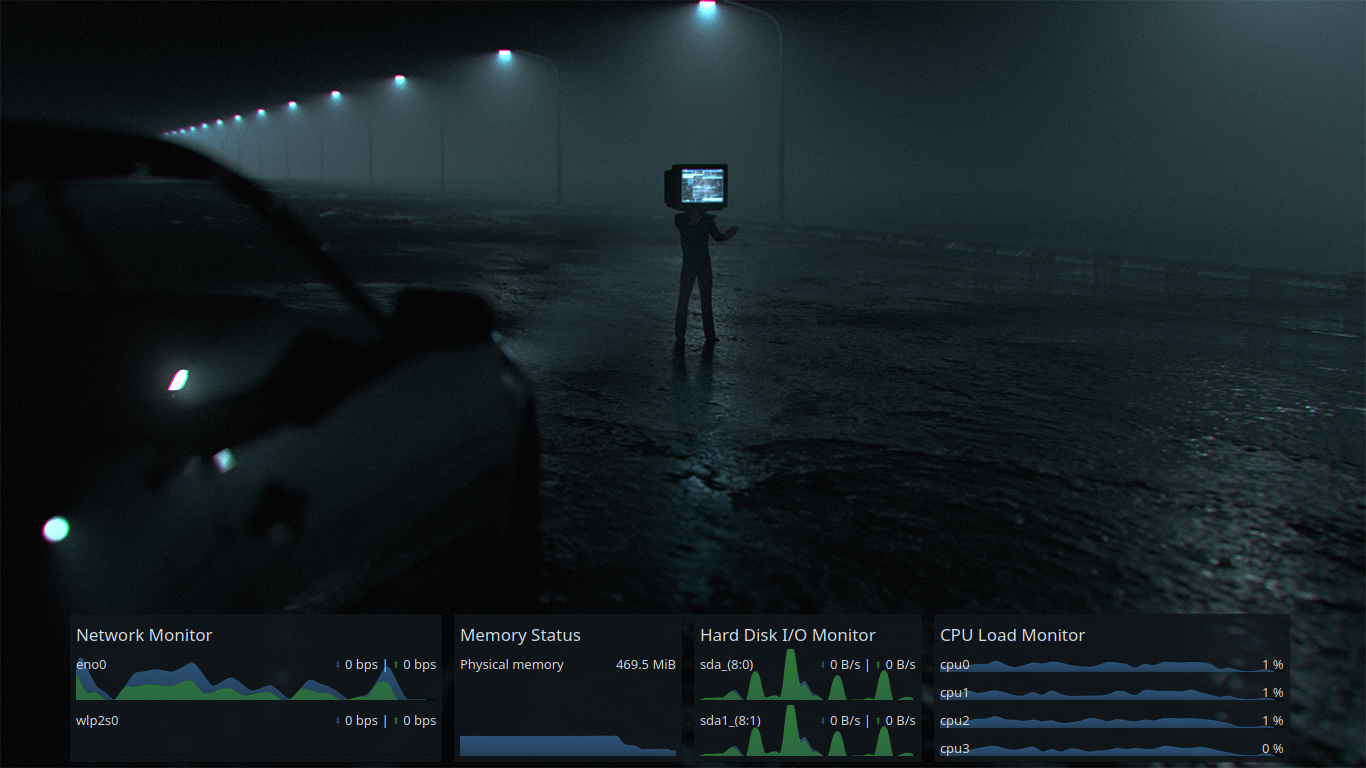 Network Monitor
eno0 ↓ 0 bps | ↑ 0 bps
wlp2s0 ↓ 0 bps | ↑ 0 bps
Memory Status
Physical memory 469.5 MiB
Hard Disk I/O Monitor
sda_(8:0) ↓ 0 B/s | ↑ 0 B/s
sda1_(8:1) ↓ 0 B/s | ↑ 0 B/s
CPU Load Monitor
cpu0 1 %
cpu1 1 %
cpu2 1 %
cpu3 0 %